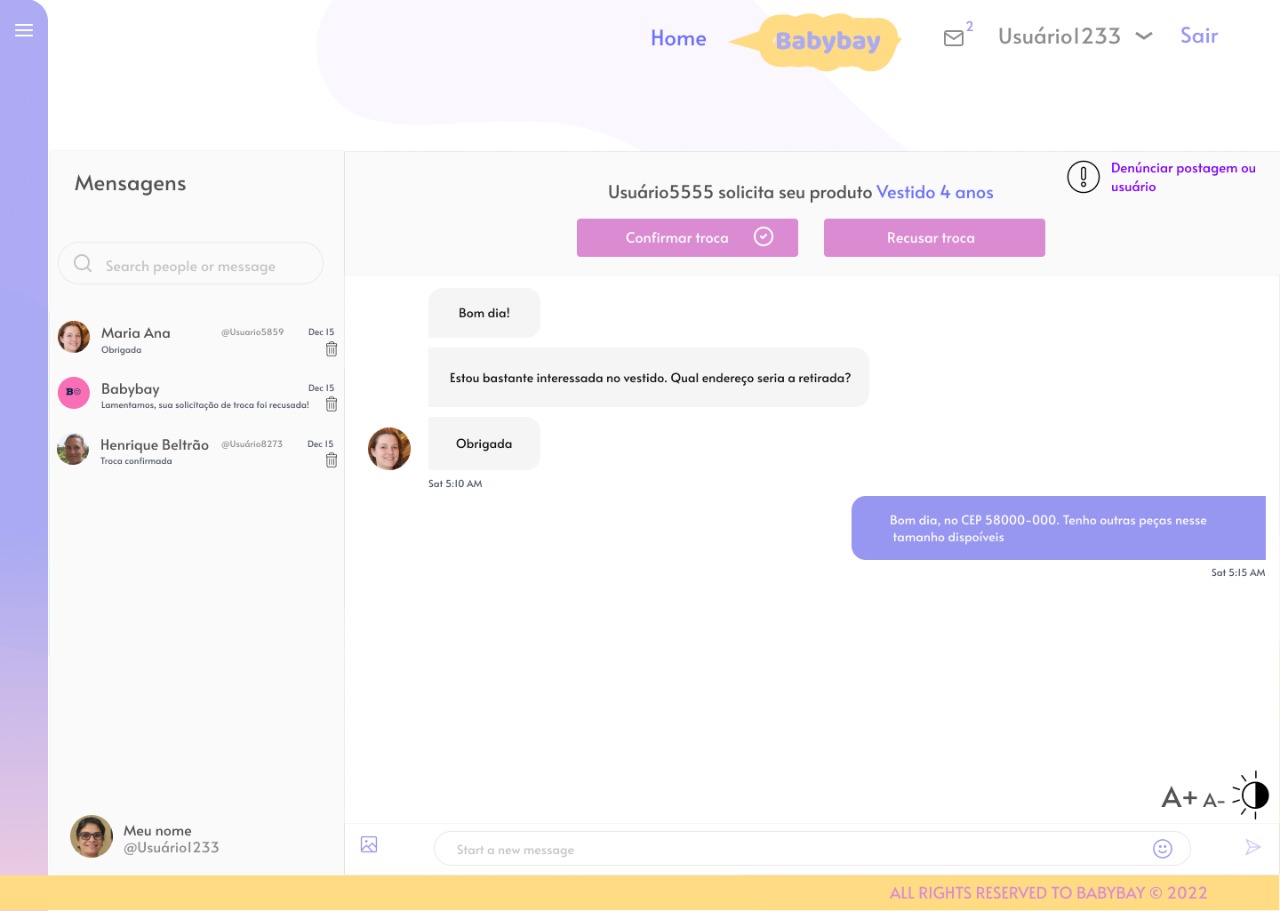 Home
Babybay
2
Usuário1233
Sair
Mensagens
Search people or message
Maria Ana
@Usuario5859
Dec 15
Obrigada
Babybay
Dec 15
Lamentamos, sua solicitação de troca foi recusada!
Henrique Beltrão
@Usuário8273
Dec 15
Troca confirmada
Meu nome
@Usuário1233
Usuário5555 solicita seu produto Vestido 4 anos
Denúnciar postagem ou
usuário
Confirmar troca
Recusar troca
Bom dia!
Estou bastante interessada no vestido. Qual endereço seria a retirada?
Obrigada
Sat 5:10 AM
Bom dia, no CEP 58000-000. Tenho outras peças nesse
tamanho dispoíveis
Sat 5:15 AM
A+ A-
Start a new message
ALL RIGHTS RESERVED TO BABYBAY © 2022